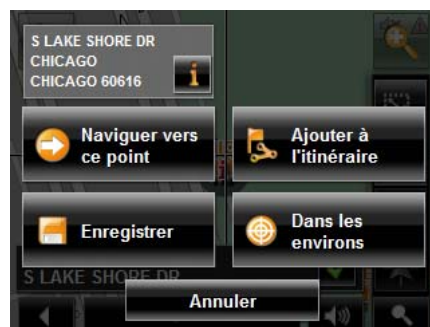 S LAKE SHORE DR
CHICAGO
CHICAGO 60616
i
Naviguer vers
ce point
Ajouter à
l'itinéraire
Enregistrer
Dans les
environs
S LAKE SHORE DR
Annuler